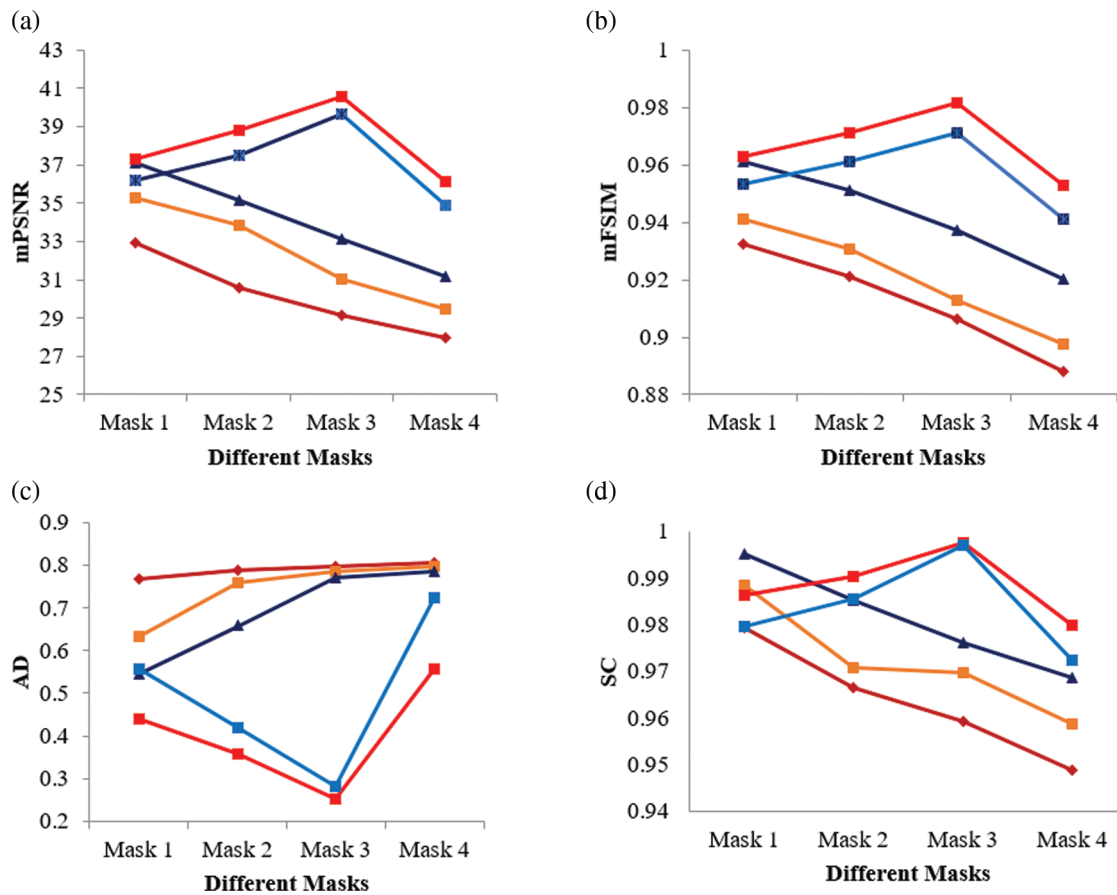 (a)
43
41
39
37
35
33
31
29
27
25
mPSNR
Mask 1 Mask 2 Mask 3 Mask 4
Different Masks
(b)
1
0.98
0.96
0.94
0.92
0.9
0.88
mFSIM
Mask 1 Mask 2 Mask 3 Mask 4
Different Masks
(c)
0.9
0.8
0.7
0.6
0.5
0.4
0.3
0.2
AD
Mask 1 Mask 2 Mask 3 Mask 4
Different Masks
(d)
1
0.99
0.98
0.97
0.96
0.95
0.94
SC
Mask 1 Mask 2 Mask 3 Mask 4
Different Masks